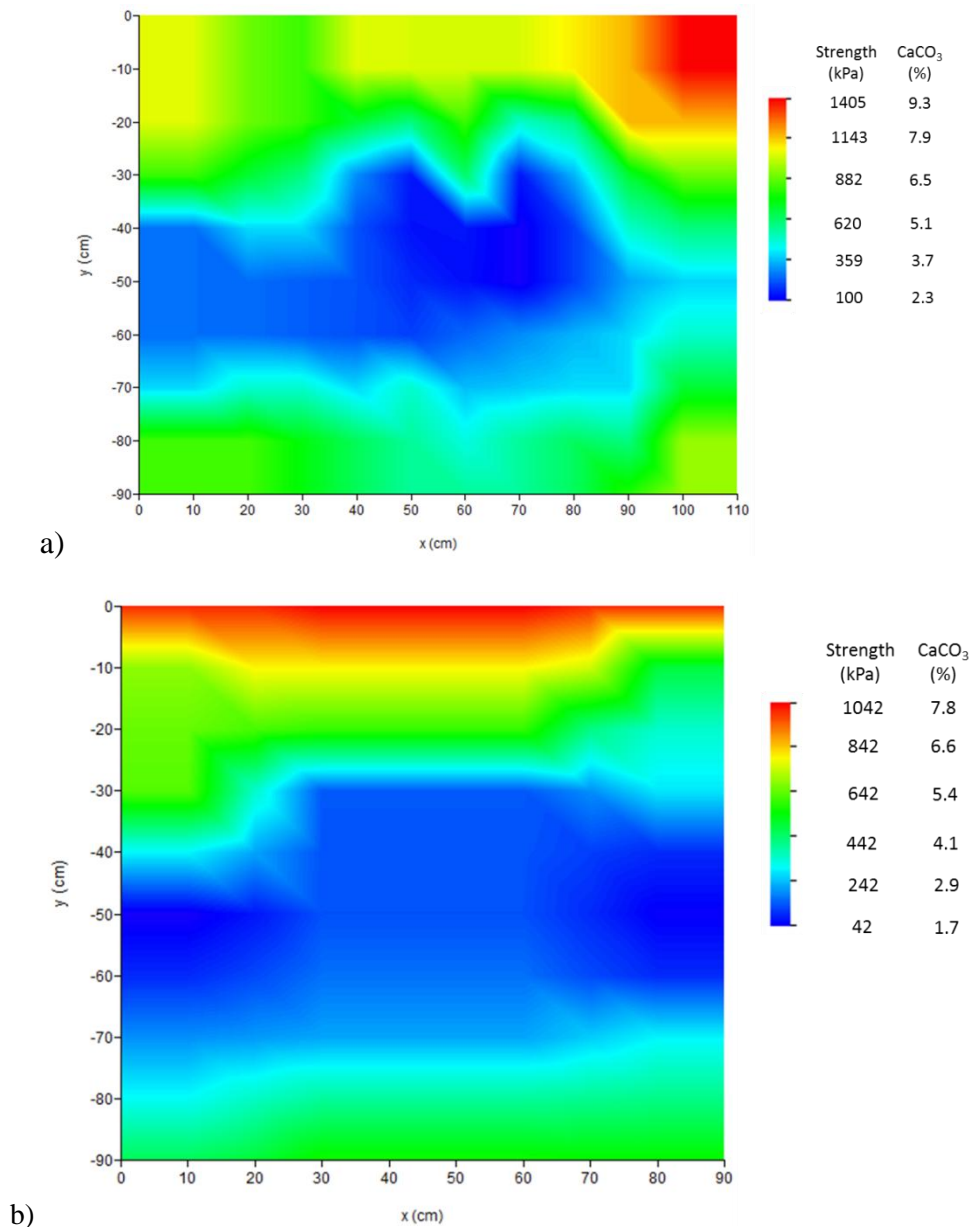 0
-10
-20
-30
-40
-50
-60
-70
-80
-90
y (cm)
0 10 20 30 40 50 60 70 80 90 100 110
x (cm)
Strength CaCO3
(kPa) (%)
1405 9.3
1143 7.9
882 6.5
620 5.1
359 3.7
100 2.3
a)
0
-10
-20
-30
-40
-50
-60
-70
-80
-90
y (cm)
0 10 20 30 40 50 60 70 80 90
x (cm)
Strength CaCO3
(kPa) (%)
1042 7.8
842 6.6
642 5.4
442 4.1
242 2.9
42 1.7
b)